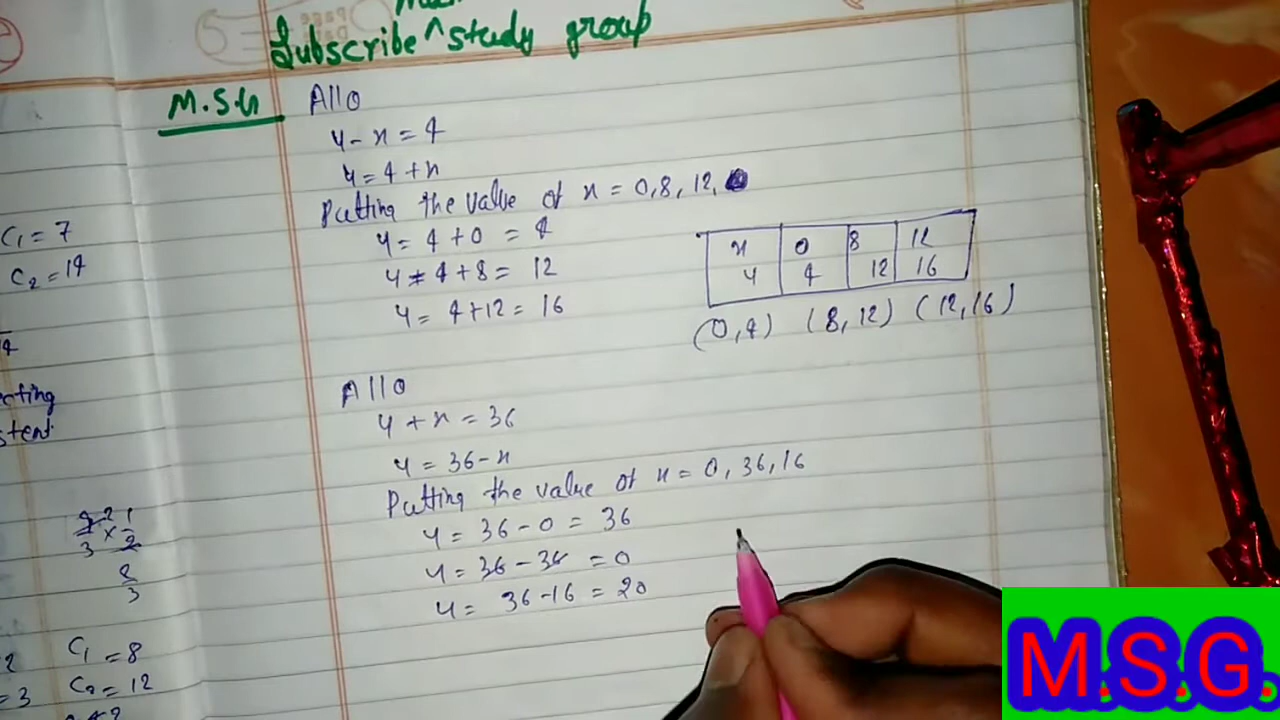 Subscribe ^ study group
M.S.G
Allo
y - x = 4
y = 4 + x
Putting the value of x = 0, 8, 12,
y = 4 + 0 = 4
y = 4 + 8 = 12
y = 4 + 12 = 16
x 0 8 12
y 4 12 16
(0,4) (8,12) (12,16)
Allo
y + x = 36
y = 36 - x
Putting the value of x = 0, 36, 16
y = 36 - 0 = 36
y = 36 - 36 = 0
y = 36 - 16 = 20
C₁ = 7
C₂ = 14
C₁ = 8
C₂ = 12
= 3
M.S.G.